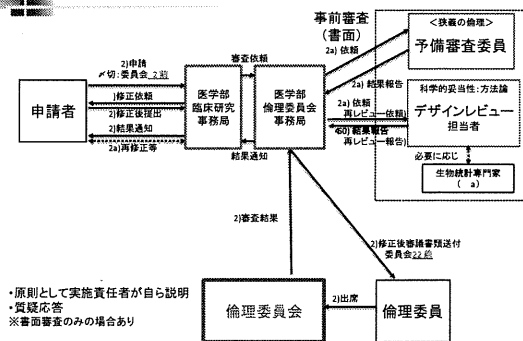 事前審査
(書面)
<狭義の倫理>
予備審査委員
2a) 依頼
2a) 結果報告
2)申請
〆切:委員会 2 前
)修正依頼
2)修正後提出
2)結果通知
2a)再修正等
申請者
審査依頼
医学部
臨床研究
事務局
医学部
倫理委員会
事務局
結果通知
2a) 依頼
再レビュー依頼)
結果報告
再レビュー報告)
科学的妥当性:方法論
デザインレビュー
担当者
必要に応じ
生物統計専門家
( a)
2)審査結果
2)修正後審議書類送付
委員会22前
・原則として実施責任者が自ら説明
・質疑応答
※書面審査のみの場合あり
倫理委員会
2)出席
倫理委員